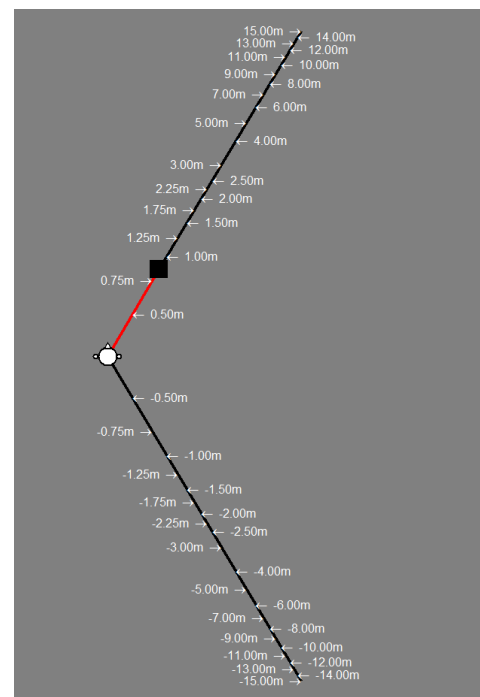 15.00m →
← 14.00m
13.00m →
← 12.00m
11.00m →
← 10.00m
9.00m →
← 8.00m
7.00m →
← 6.00m
5.00m →
← 4.00m
3.00m →
← 2.50m
2.25m →
← 2.00m
1.75m →
← 1.50m
1.25m →
← 1.00m
0.75m →
← 0.50m
← -0.50m
-0.75m →
← -1.00m
-1.25m →
← -1.50m
-1.75m →
← -2.00m
-2.25m →
← -2.50m
-3.00m →
← -4.00m
-5.00m →
← -6.00m
-7.00m →
← -8.00m
-9.00m →
← -10.00m
-11.00m →
← -12.00m
-13.00m →
← -14.00m
-15.00m →